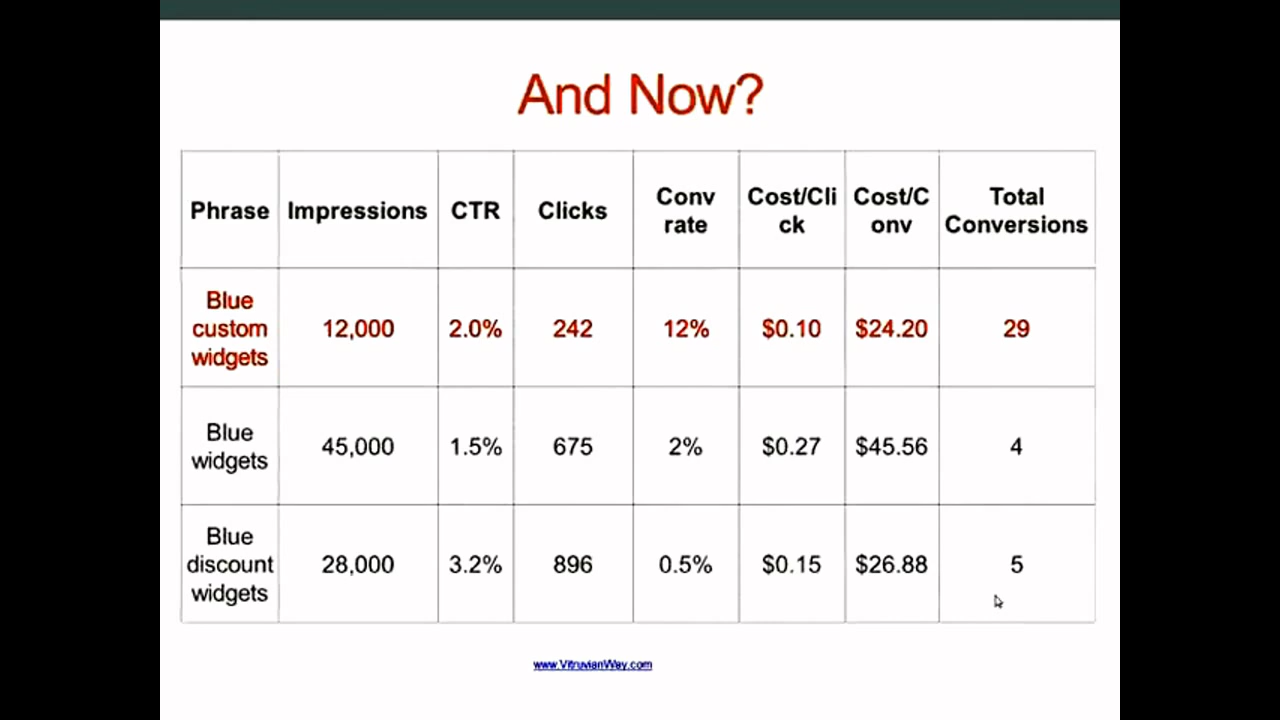 And Now?
Phrase Impressions CTR Clicks Conv rate Cost/Cli ck Cost/C onv Total Conversions
Blue custom widgets 12,000 2.0% 242 12% $0.10 $24.20 29
Blue widgets 45,000 1.5% 675 2% $0.27 $45.56 4
Blue discount widgets 28,000 3.2% 896 0.5% $0.15 $26.88 5
www.VitruvianWay.com